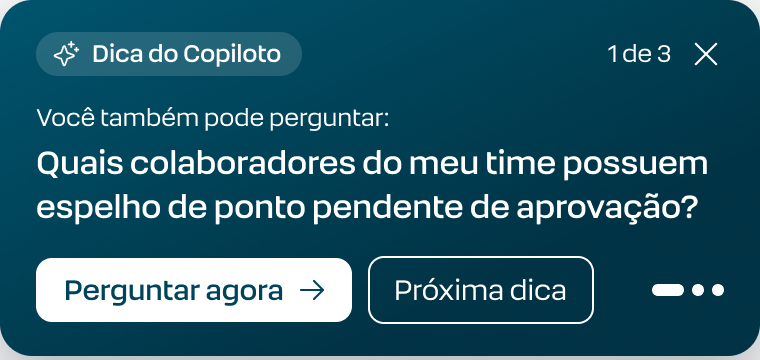 Dica do Copiloto
1 de 3
Você também pode perguntar:
Quais colaboradores do meu time possuem
espelho de ponto pendente de aprovação?
Perguntar agora
Próxima dica